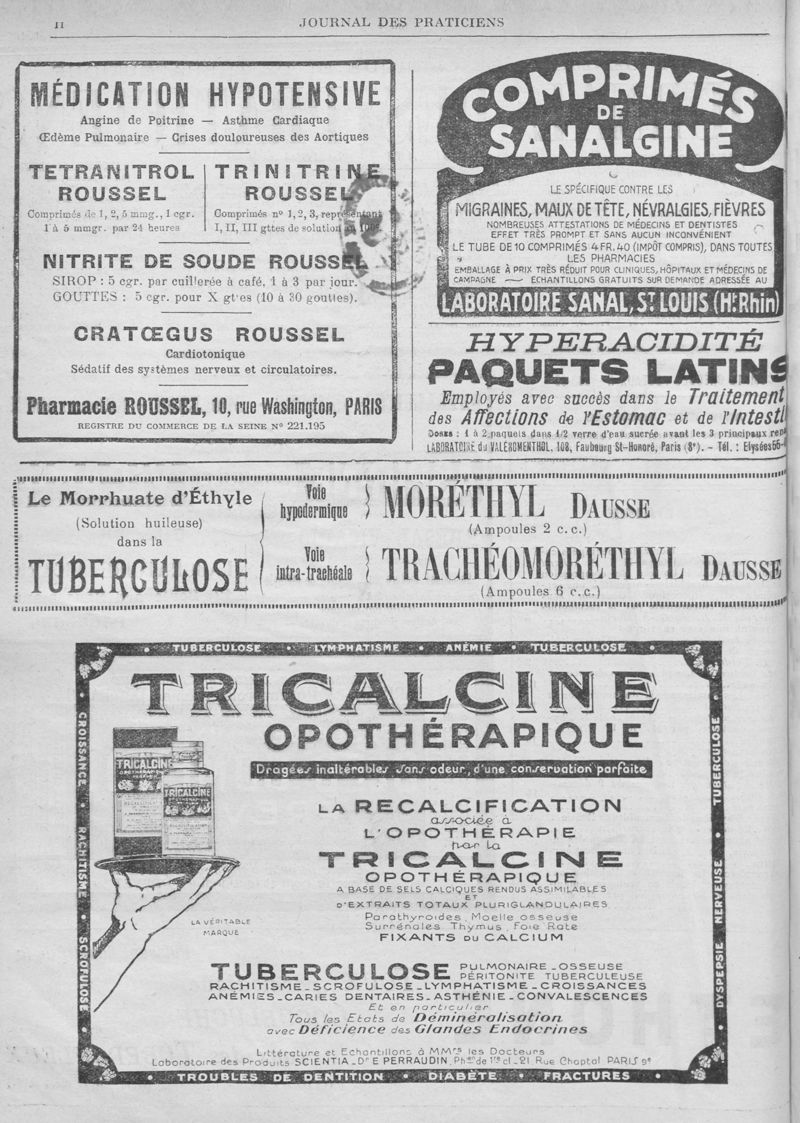 II
JOURNAL DES PRATICIENS
MÉDICATION HYPOTENSIVE
Angine de Poitrine — Asthme Cardiaque
Œdème Pulmonaire — Crises douloureuses des Aortiques
TETRANITROL
ROUSSEL
Comprimés de 1, 2, 5 mmg., 1 cgr.
1 à 5 mmgr. par 24 heures
TRINITRINE
ROUSSEL
Comprimés nº 1, 2, 3, représentant
I, II, III gttes de solution
NITRITE DE SOUDE ROUSSEL
SIROP : 5 cgr. par cuillerée à café, 1 à 3 par jour.
GOUTTES : 5 cgr. pour X gttes (10 à 30 gouttes).
CRATŒGUS ROUSSEL
Cardiotonique
Sédatif des systèmes nerveux et circulatoires.
Pharmacie ROUSSEL, 10, rue Washington, PARIS
REGISTRE DU COMMERCE DE LA SEINE Nº 221.195
COMPRIMÉS
DE
SANALGINE
LE SPÉCIFIQUE CONTRE LES
MIGRAINES, MAUX DE TÊTE, NÉVRALGIES, FIÈVRES
NOMBREUSES ATTESTATIONS DE MÉDECINS ET DENTISTES
EFFET TRÈS PROMPT ET SANS AUCUN INCONVÉNIENT
LE TUBE DE 10 COMPRIMÉS 4 FR. 40 (IMPÔT COMPRIS), DANS TOUTES
LES PHARMACIES
EMBALLAGE À PRIX TRÈS RÉDUIT POUR CLINIQUES, HÔPITAUX ET MÉDECINS DE
CAMPAGNE — ÉCHANTILLONS GRATUITS SUR DEMANDE ADRESSÉE AU
LABORATOIRE SANAL, ST LOUIS (Ht Rhin)
HYPERACIDITÉ
PAQUETS LATINS
Employés avec succès dans le Traitement
des Affections de l'Estomac et de l'Intesti
Doses : 1 à 2 paquets dans 1/2 verre d'eau sucrée avant les 3 principaux rep
LABORATOIRE du VALEROMENTHOL, 108, Faubourg St-Honoré, Paris (8e). - Tél. : Elysées 55-
Le Morrhuate d'Éthyle
(Solution huileuse)
dans la
TUBERCULOSE
Voie
hypodermique
MORÉTHYL DAUSSE
(Ampoules 2 c.c.)
Voie
intra-trachéale
TRACHÉOMORÉTHYL DAUSSE
(Ampoules 6 c.c.)
TUBERCULOSE • LYMPHATISME • ANÉMIE • TUBERCULOSE
CROISSANCE • RACHITISME • SCROFULOSE
TUBERCULOSE • DYSPEPSIE NERVEUSE
TRICALCINE
OPOTHÉRAPIQUE
Dragées inaltérables sans odeur, d'une conservation parfaite
TRICALCINE
TRICALCINE
LA VÉRITABLE
MARQUE
LA RECALCIFICATION
associée à
L'OPOTHÉRAPIE
par la
TRICALCINE
OPOTHÉRAPIQUE
A BASE DE SELS CALCIQUES RENDUS ASSIMILABLES
ET
D'EXTRAITS TOTAUX PLURIGLANDULAIRES
Parathyroides, Moelle osseuse
Surrénales, Thymus, Foie Rate
FIXANTS DU CALCIUM
TUBERCULOSE PULMONAIRE - OSSEUSE
PÉRITONITE TUBERCULEUSE
RACHITISME - SCROFULOSE - LYMPHATISME - CROISSANCES
ANÉMIES - CARIES DENTAIRES - ASTHÉNIE - CONVALESCENCES
Et en particulier
Tous les Etats de Déminéralisation
avec Déficience des Glandes Endocrines
Littérature et Echantillons à MMrs les Docteurs
Laboratoire des Produits SCIENTIA - Dr E PERRAUDIN Phen de 1re cl - 21 Rue Chaptal PARIS 9e
TROUBLES DE DENTITION • DIABÈTE • FRACTURES •